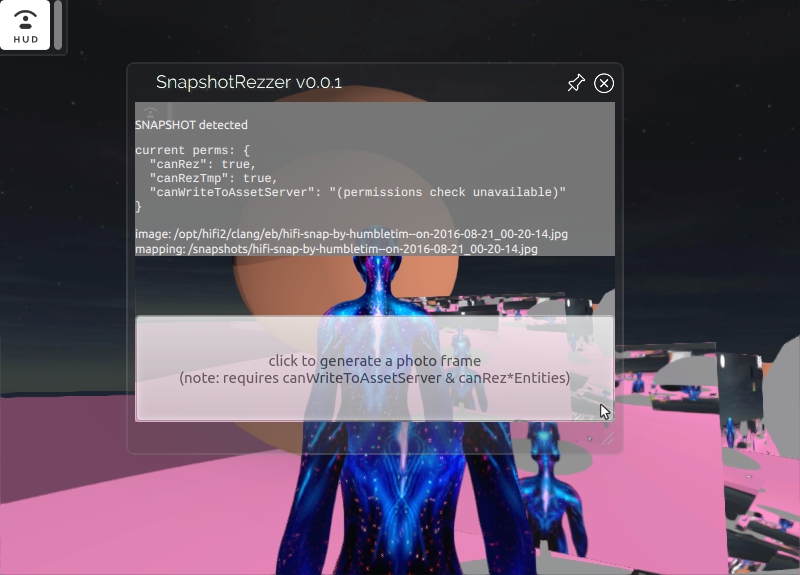 HUD
SnapshotRezzer v0.0.1
SNAPSHOT detected
current perms: {
  "canRez": true,
  "canRezTmp": true,
  "canWriteToAssetServer": "(permissions check unavailable)"
}
image: /opt/hifi2/clang/eb/hifi-snap-by-humbletim--on-2016-08-21_00-20-14.jpg
mapping: /snapshots/hifi-snap-by-humbletim--on-2016-08-21_00-20-14.jpg
click to generate a photo frame
(note: requires canWriteToAssetServer & canRez*Entities)